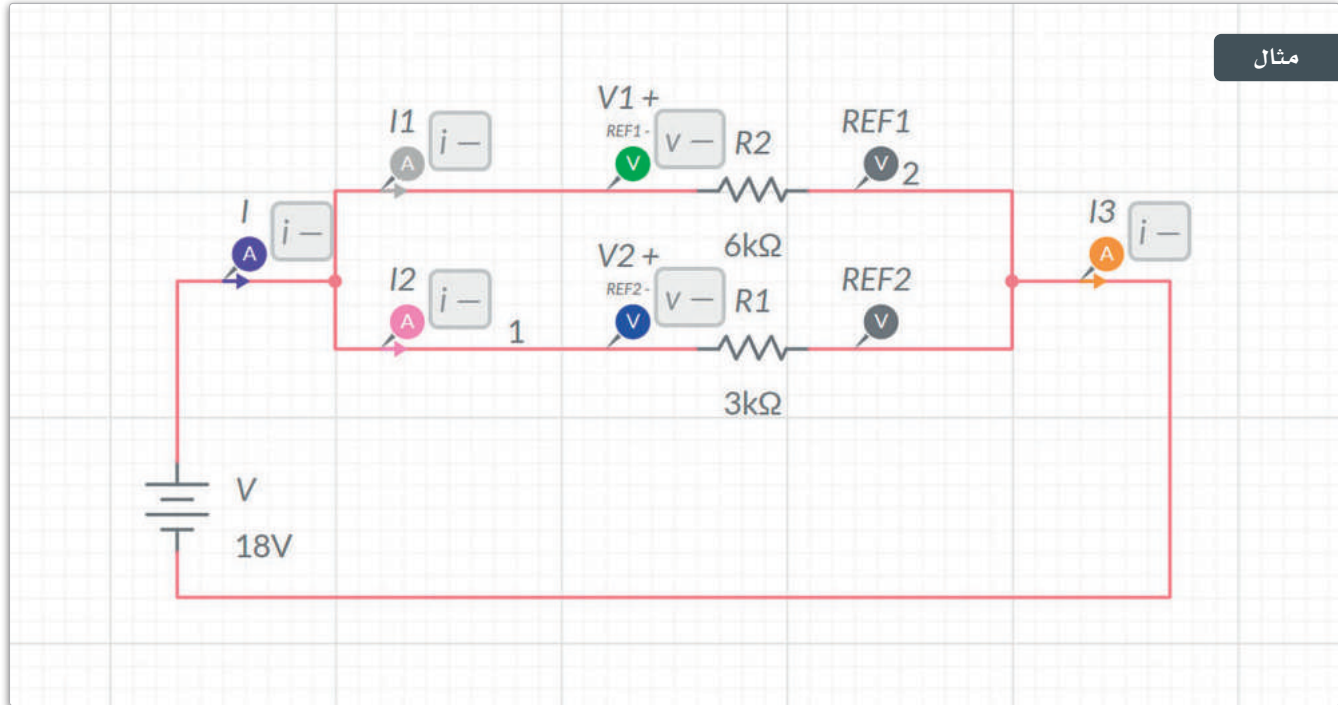 مثال
I1
i —
V1 +
REF1 -
v —
R2
REF1
V
A
V
2
I
i —
A
6kΩ
I3
i —
A
I2
i —
A
1
V2 +
REF2 -
v —
R1
REF2
V
V
3kΩ
V
18V